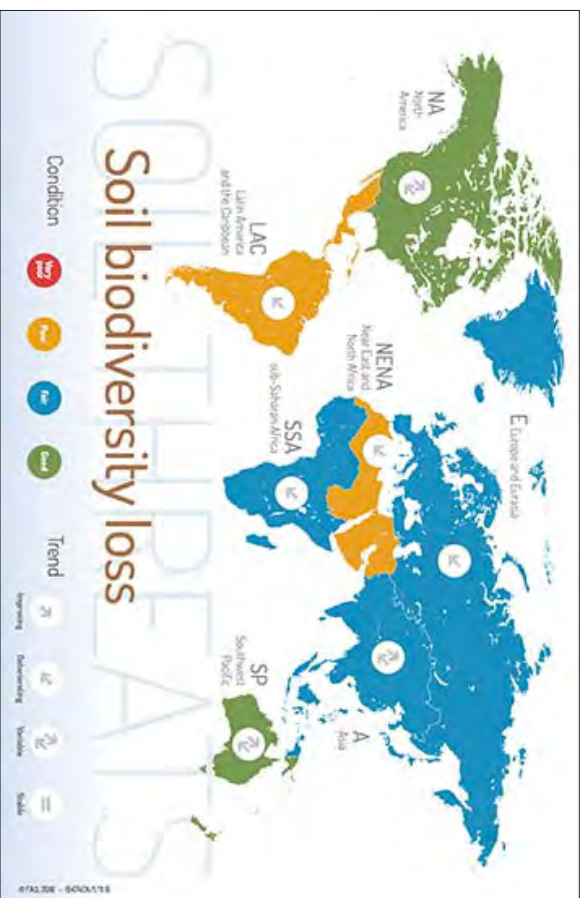 NA
North
America
E Europe and Eurasia
NENA
Near East and
North Africa
A
Asia
LAC
Latin America
and the Caribbean
SSA
sub-Saharan Africa
SP
Southwest
Pacific
SOIL THREATS
Soil biodiversity loss
Condition
Very
poor
Poor
Fair
Good
Trend
Improving
Deteriorating
Variable
Stable